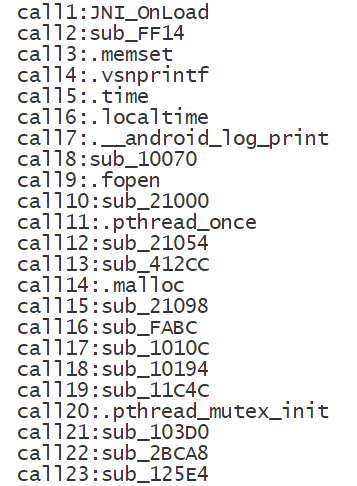 call1:JNI_OnLoad
call2:sub_FF14
call3:.memset
call4:.vsnprintf
call5:.time
call6:.localtime
call7:.__android_log_print
call8:sub_10070
call9:.fopen
call10:sub_21000
call11:.pthread_once
call12:sub_21054
call13:sub_412CC
call14:.malloc
call15:sub_21098
call16:sub_FABC
call17:sub_1010C
call18:sub_10194
call19:sub_11C4C
call20:.pthread_mutex_init
call21:sub_103D0
call22:sub_2BCA8
call23:sub_125E4